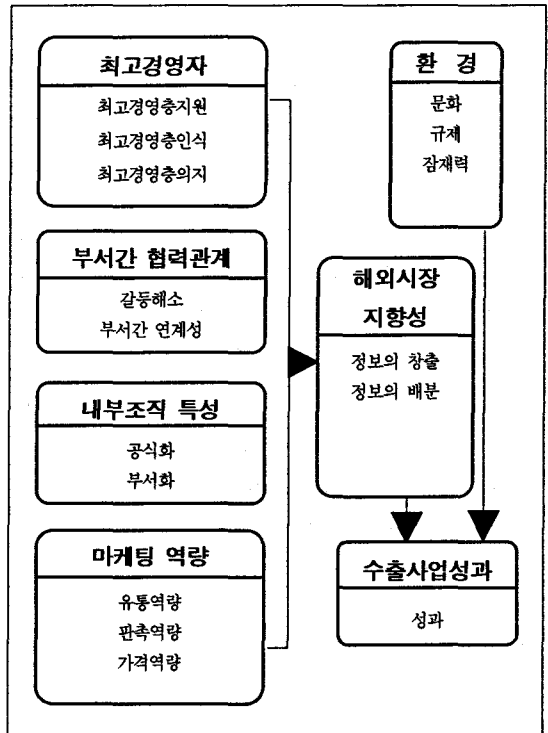 최고경영자
최고경영층지원
최고경영층인식
최고경영층의지
부서간 협력관계
갈등해소
부서간 연계성
내부조직 특성
공식화
부서화
마케팅 역량
유통역량
판촉역량
가격역량
환 경
문화
규제
잠재력
해외시장
지향성
정보의 창출
정보의 배분
수출사업성과
성과